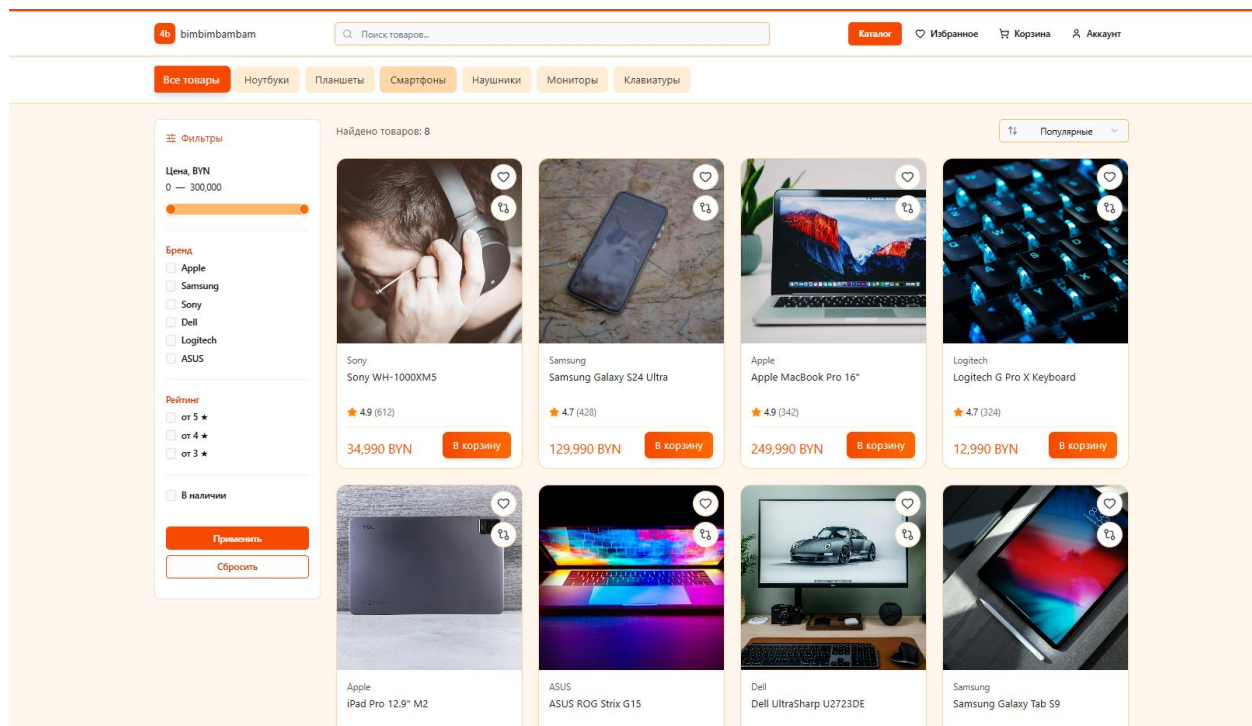 4b bimbimbambam
Поиск товаров...
Каталог
Избранное
Корзина
Аккаунт
Все товары
Ноутбуки
Планшеты
Смартфоны
Наушники
Мониторы
Клавиатуры
Фильтры
Цена, BYN
0 — 300,000
Бренд
Apple
Samsung
Sony
Dell
Logitech
ASUS
Рейтинг
от 5 ★
от 4 ★
от 3 ★
В наличии
Применить
Сбросить
Найдено товаров: 8
Популярные
Sony
Sony WH-1000XM5
4.9 (612)
34,990 BYN
В корзину
Samsung
Samsung Galaxy S24 Ultra
4.7 (428)
129,990 BYN
В корзину
Apple
Apple MacBook Pro 16"
4.9 (342)
249,990 BYN
В корзину
Logitech
Logitech G Pro X Keyboard
4.7 (324)
12,990 BYN
В корзину
TCL
Apple
iPad Pro 12.9" M2
ASUS
ASUS ROG Strix G15
Dell
Dell UltraSharp U2723DE
Samsung
Samsung Galaxy Tab S9